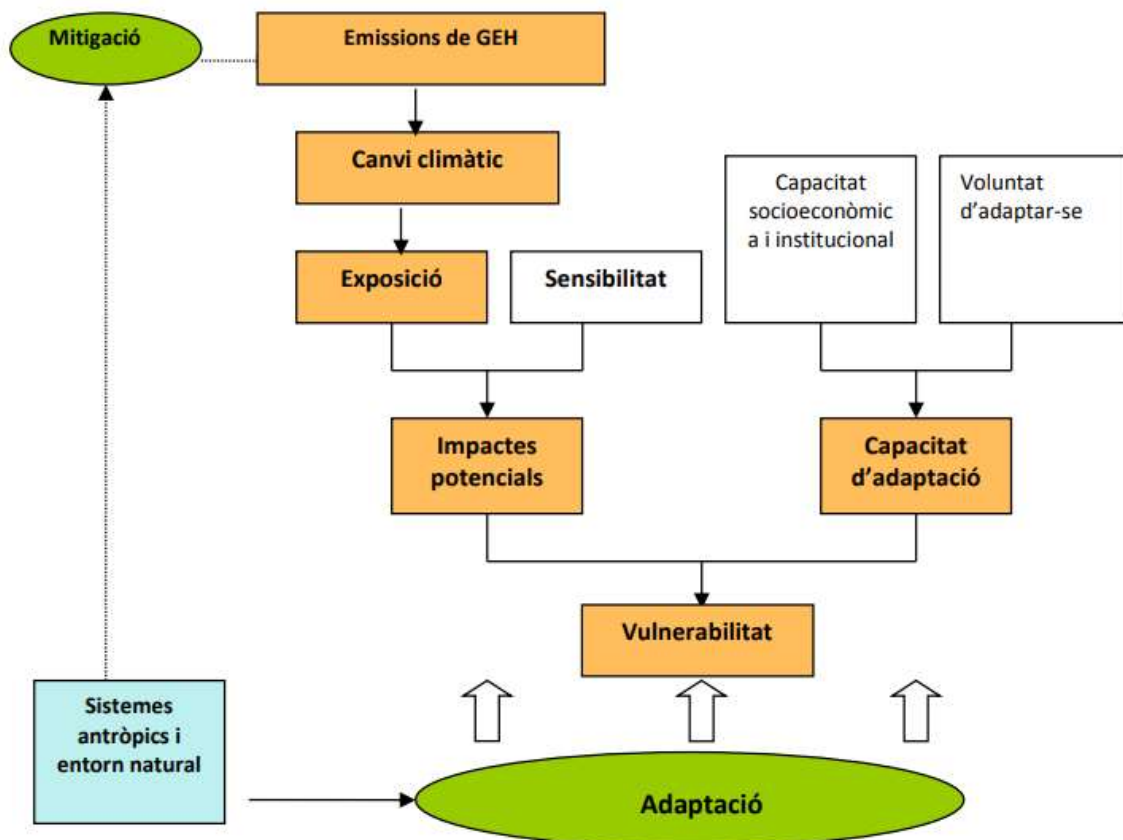 Mitigació
Emissions de GEH
Canvi climàtic
Capacitat
socioeconòmic
a i institucional
Voluntat
d’adaptar-se
Exposició
Sensibilitat
Impactes
potencials
Capacitat
d’adaptació
Vulnerabilitat
Sistemes
antròpics i
entorn natural
Adaptació